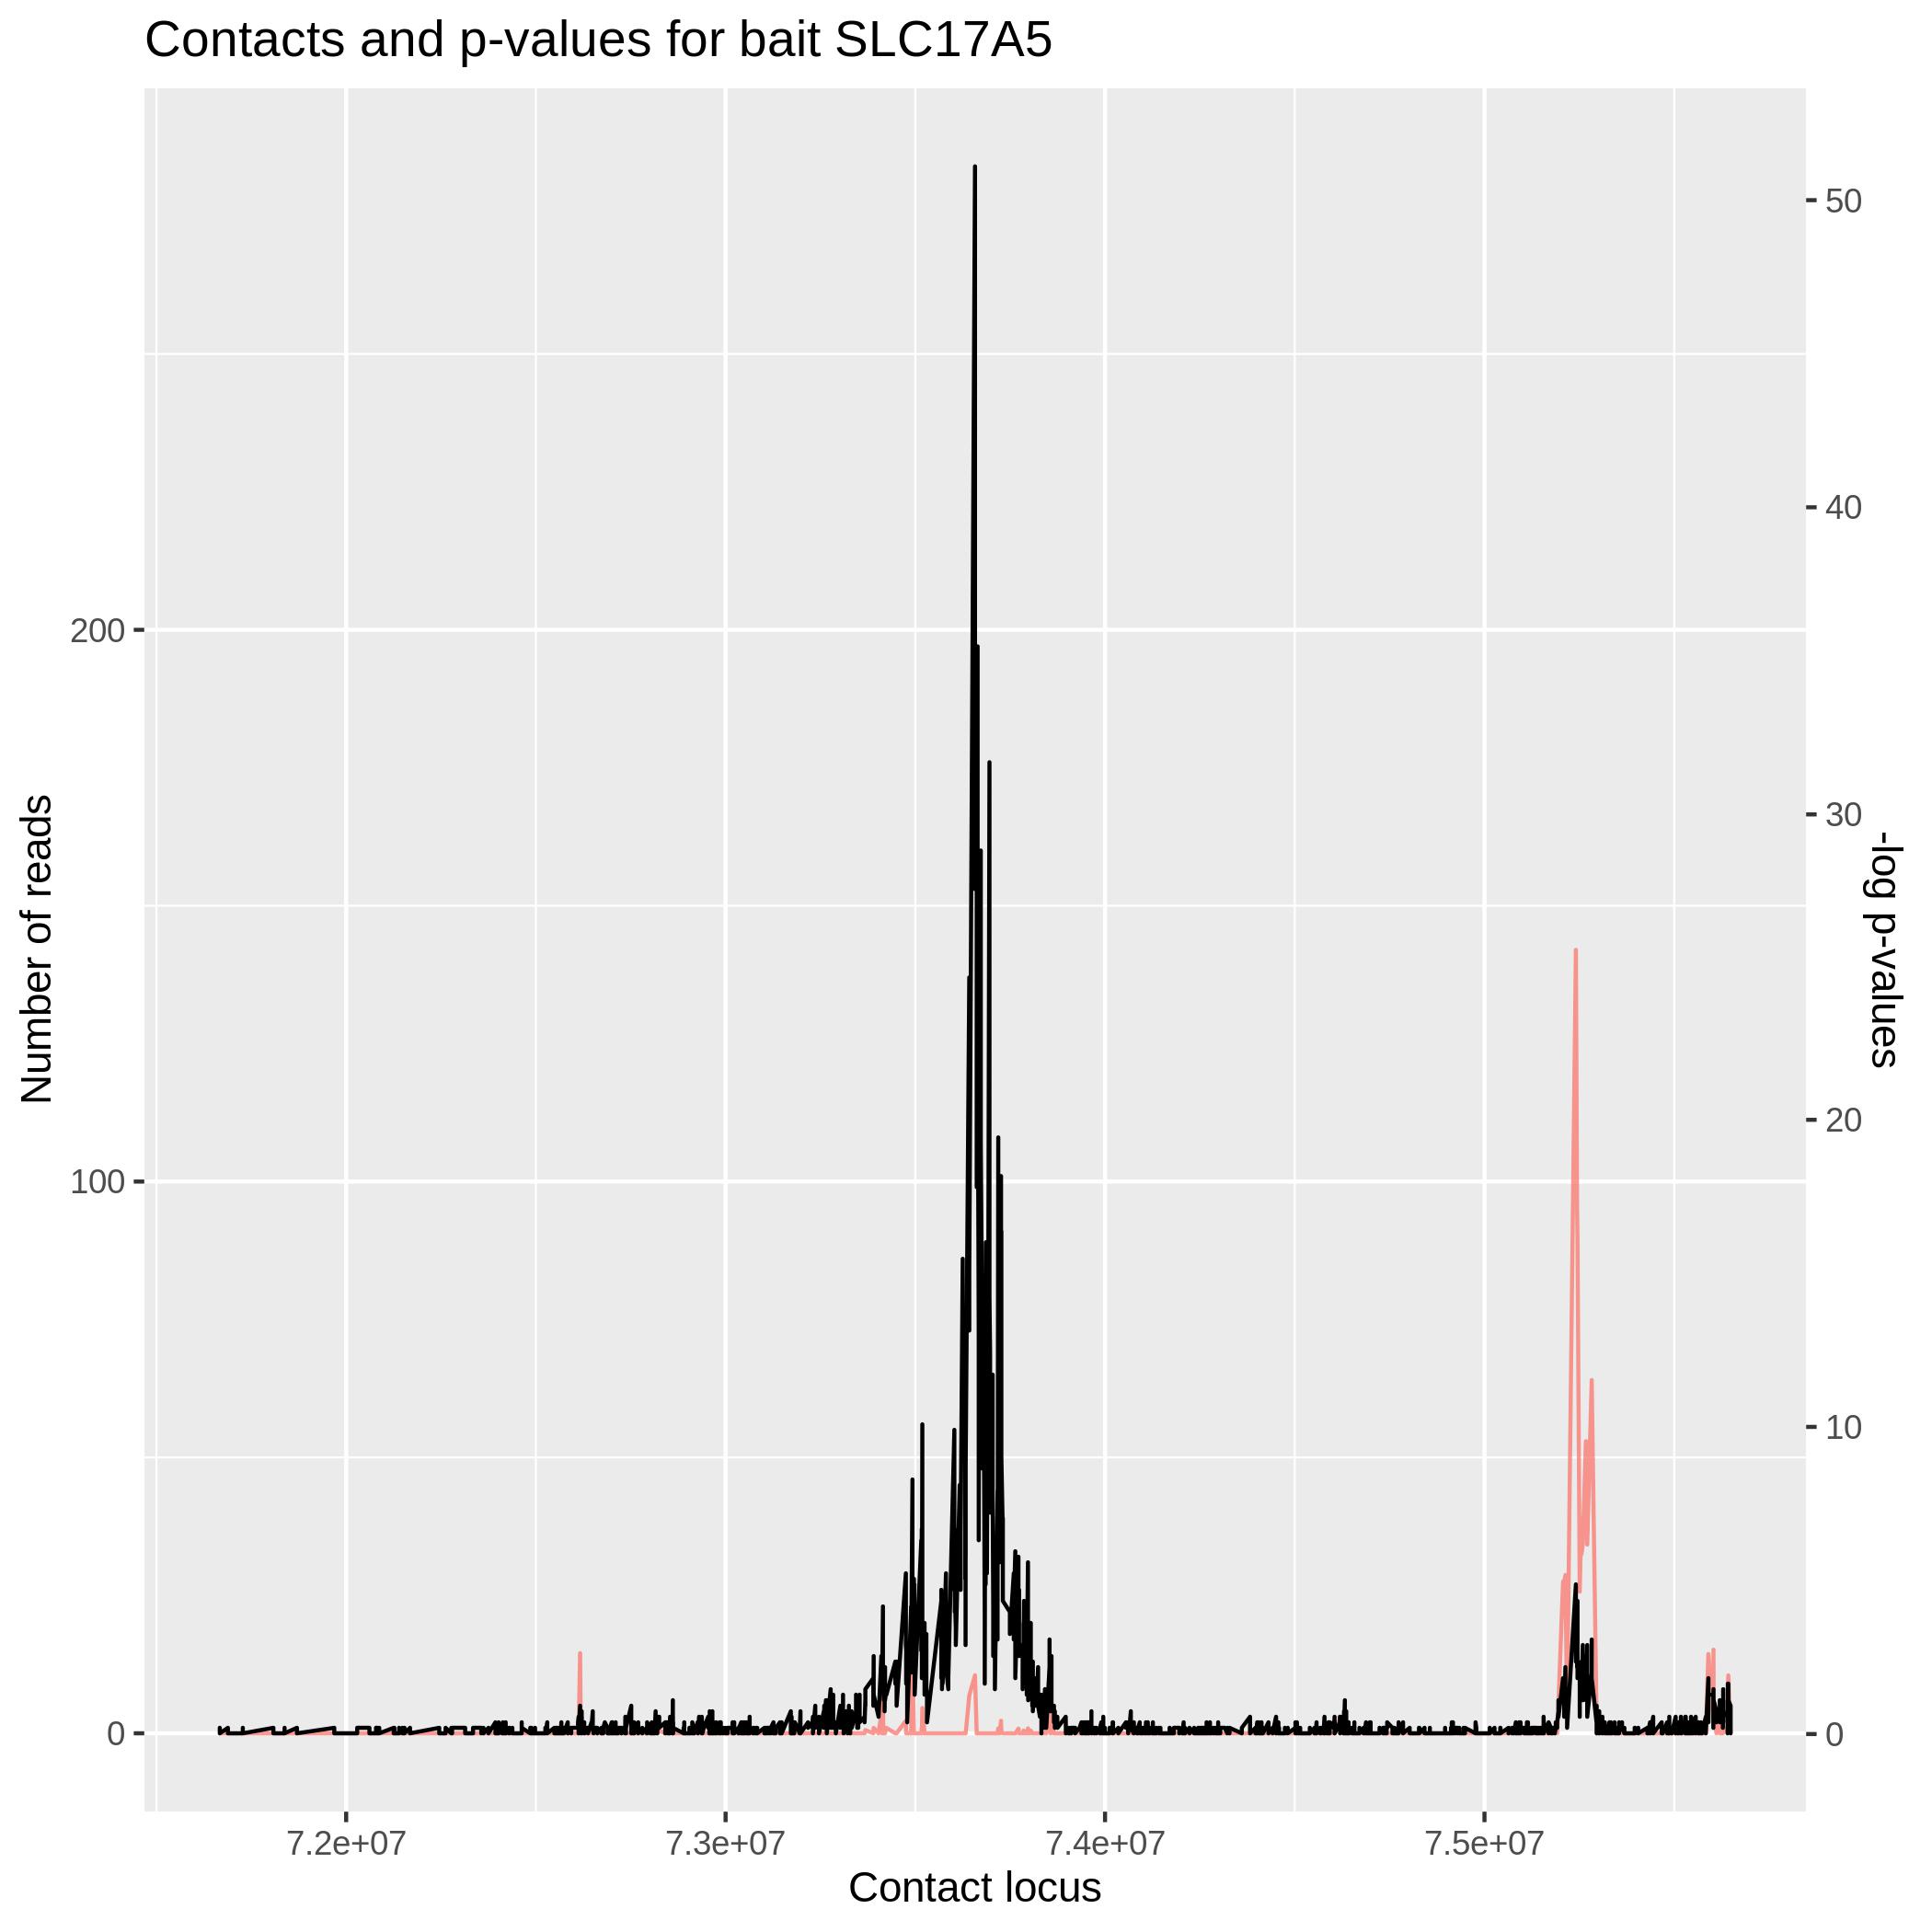 Contacts and p-values for bait SLC17A5
Number of reads
200
100
0
50
40
30
20
10
0
-log p-values
7.2e+07
7.3e+07
7.4e+07
7.5e+07
Contact locus